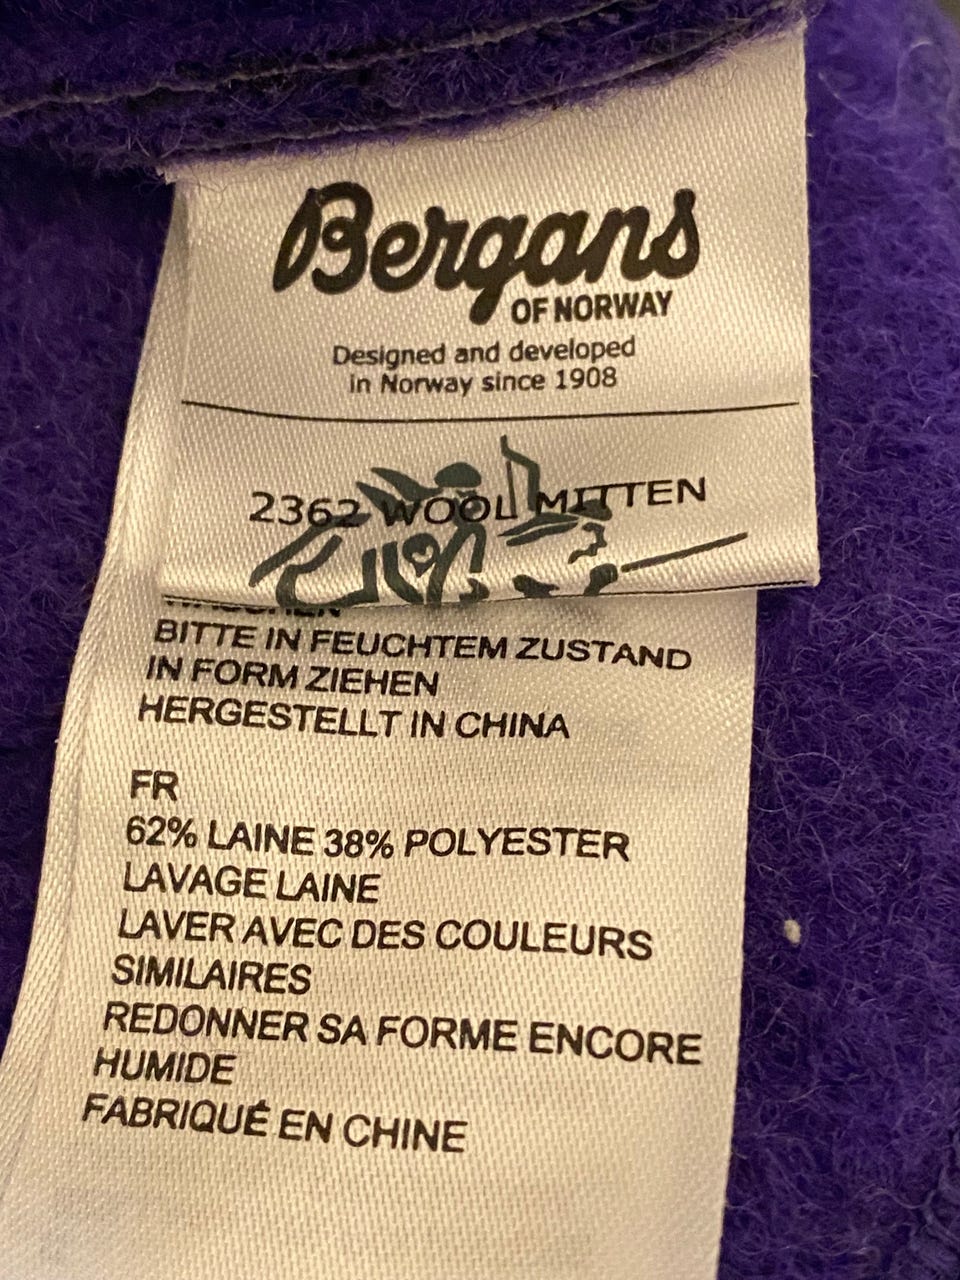 Bergans
OF NORWAY
Designed and developed
in Norway since 1908
2362 WOOL MITTEN
BITTE IN FEUCHTEM ZUSTAND
IN FORM ZIEHEN
HERGESTELLT IN CHINA
FR
62% LAINE 38% POLYESTER
LAVAGE LAINE
LAVER AVEC DES COULEURS
SIMILAIRES
REDONNER SA FORME ENCORE
HUMIDE
FABRIQUÉ EN CHINE